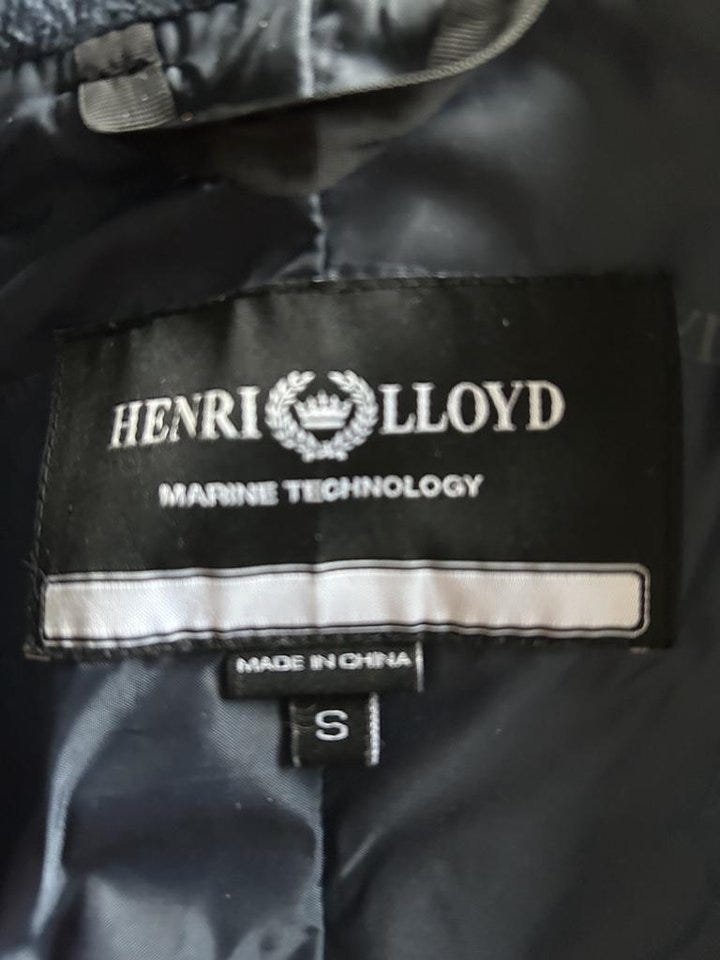 HENRI LLOYD
MARINE TECHNOLOGY
MADE IN CHINA
S